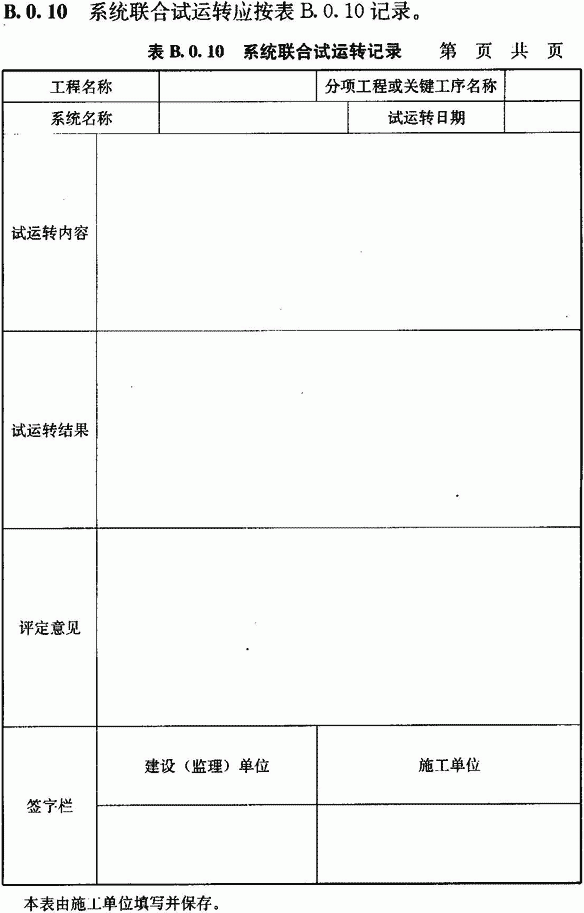 B.0.10 系统联合试运转应按表 B.0.10 记录。
表 B.0.10 系统联合试运转记录 第 页 共 页
工程名称 分项工程或关键工序名称
系统名称 试运转日期
试运转内容
试运转结果
评定意见
签字栏 建设（监理）单位 施工单位
本表由施工单位填写并保存。